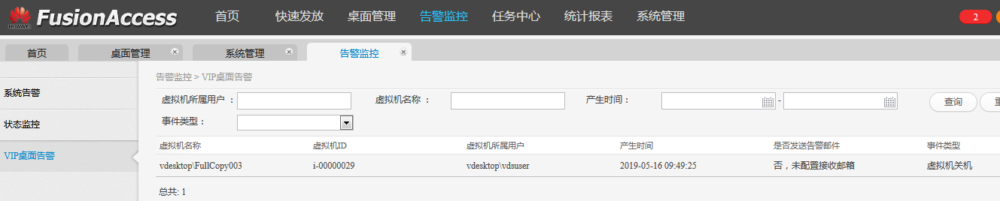 HUAWEI FusionAccess 首页 快速发放 桌面管理 告警监控 任务中心 统计报表 系统管理 2
首页 桌面管理 系统管理 告警监控
告警监控 > VIP桌面告警
系统告警
状态监控
VIP桌面告警
虚拟机所属用户 : 虚拟机名称 : 产生时间 : - 查询
事件类型 :
虚拟机名称 虚拟机ID 虚拟机所属用户 产生时间 是否发送告警邮件 事件类型
vdesktop\FullCopy003 i-00000029 vdesktop\vdsuser 2019-05-16 09:49:25 否，未配置接收邮箱 虚拟机关机
总共: 1